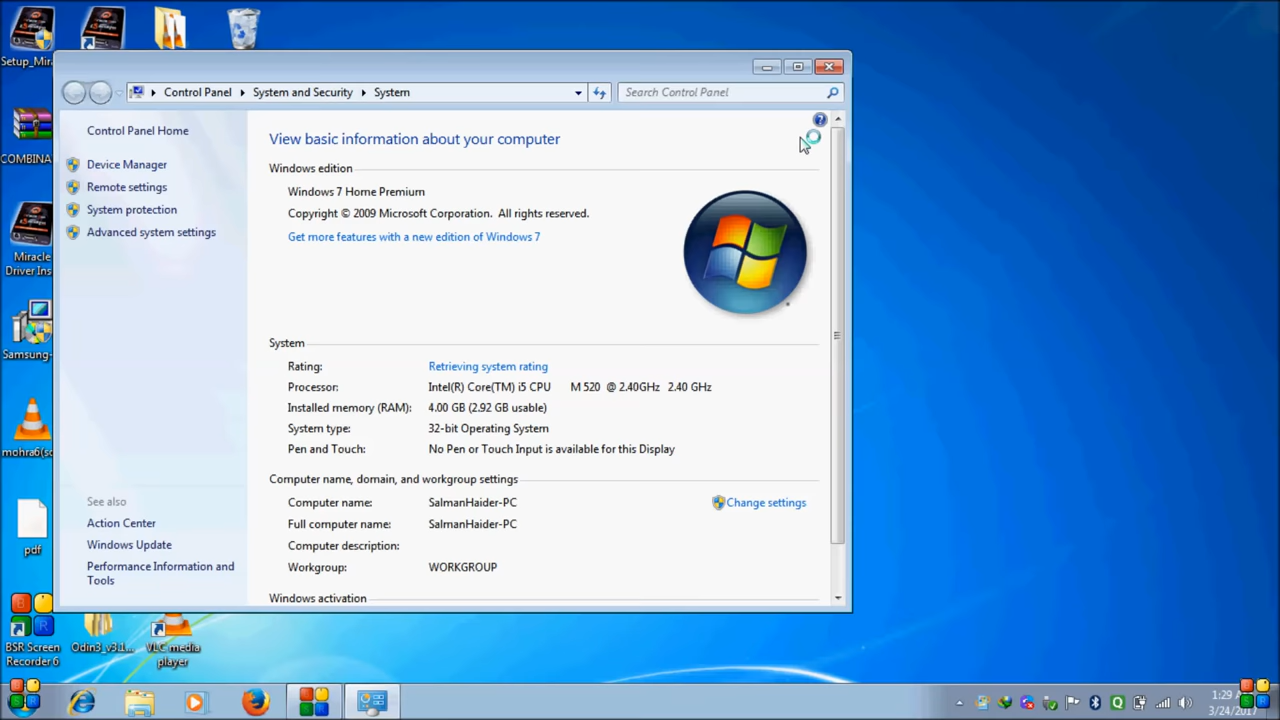 Setup_Mira
Control Panel
System and Security
System
Search Control Panel
Control Panel Home
View basic information about your computer
COMBINA
Device Manager
Windows edition
Remote settings
Windows 7 Home Premium
System protection
Copyright © 2009 Microsoft Corporation. All rights reserved.
Advanced system settings
Get more features with a new edition of Windows 7
Miracle
Driver Ins
System
Samsung-
Rating:
Retrieving system rating
Processor:
Intel(R) Core(TM) i5 CPU M 520 @ 2.40GHz 2.40 GHz
Installed memory (RAM):
4.00 GB (2.92 GB usable)
System type:
32-bit Operating System
mohra6(so
Pen and Touch:
No Pen or Touch Input is available for this Display
Computer name, domain, and workgroup settings
See also
Computer name:
SalmanHaider-PC
Change settings
Action Center
Full computer name:
SalmanHaider-PC
Windows Update
Computer description:
pdf
Performance Information and
Tools
Workgroup:
WORKGROUP
Windows activation
BSR Screen
Recorder 6
Odin3_v3.1...
VLC media
player
1:29 A
3/24/2017